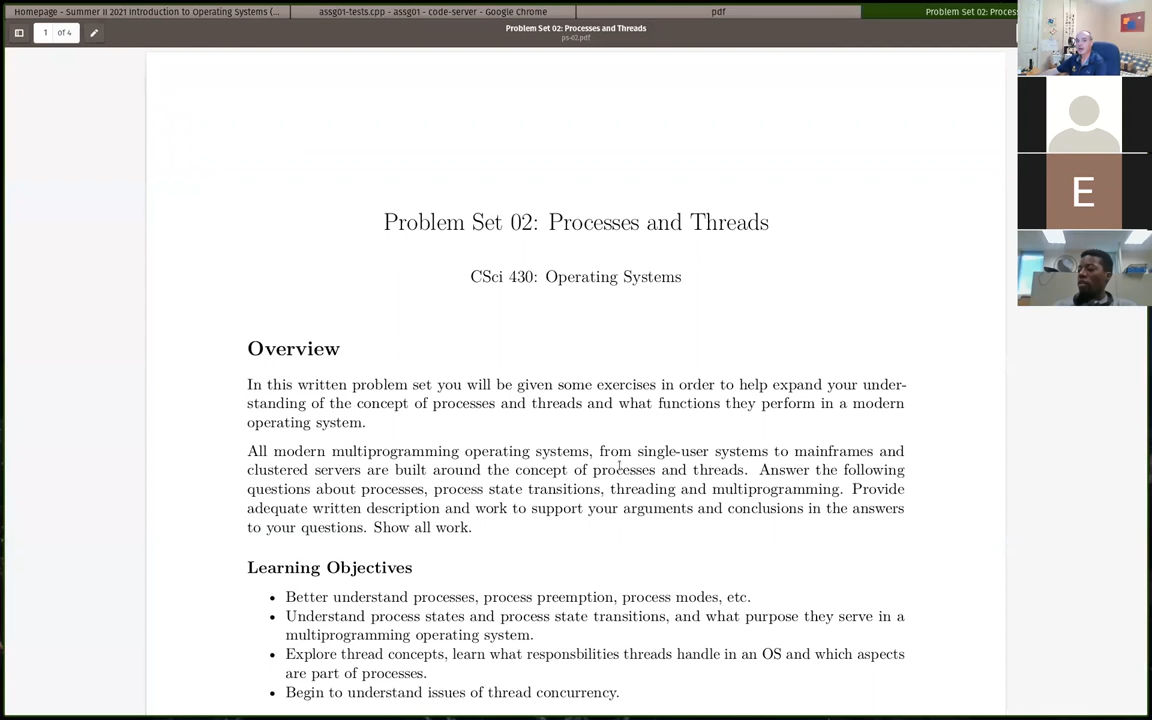 Homepage - Summer II 2021 Introduction to Operating Systems (...
assg01-tests.cpp - assg01 - code-server - Google Chrome
pdf
Problem Set 02: Process
1 of 4
Problem Set 02: Processes and Threads
ps-02.pdf
Problem Set 02: Processes and Threads
CSci 430: Operating Systems
Overview
In this written problem set you will be given some exercises in order to help expand your under-
standing of the concept of processes and threads and what functions they perform in a modern
operating system.
All modern multiprogramming operating systems, from single-user systems to mainframes and
clustered servers are built around the concept of processes and threads. Answer the following
questions about processes, process state transitions, threading and multiprogramming. Provide
adequate written description and work to support your arguments and conclusions in the answers
to your questions. Show all work.
Learning Objectives
• Better understand processes, process preemption, process modes, etc.
• Understand process states and process state transitions, and what purpose they serve in a
multiprogramming operating system.
• Explore thread concepts, learn what responsbilities threads handle in an OS and which aspects
are part of processes.
• Begin to understand issues of thread concurrency.
E